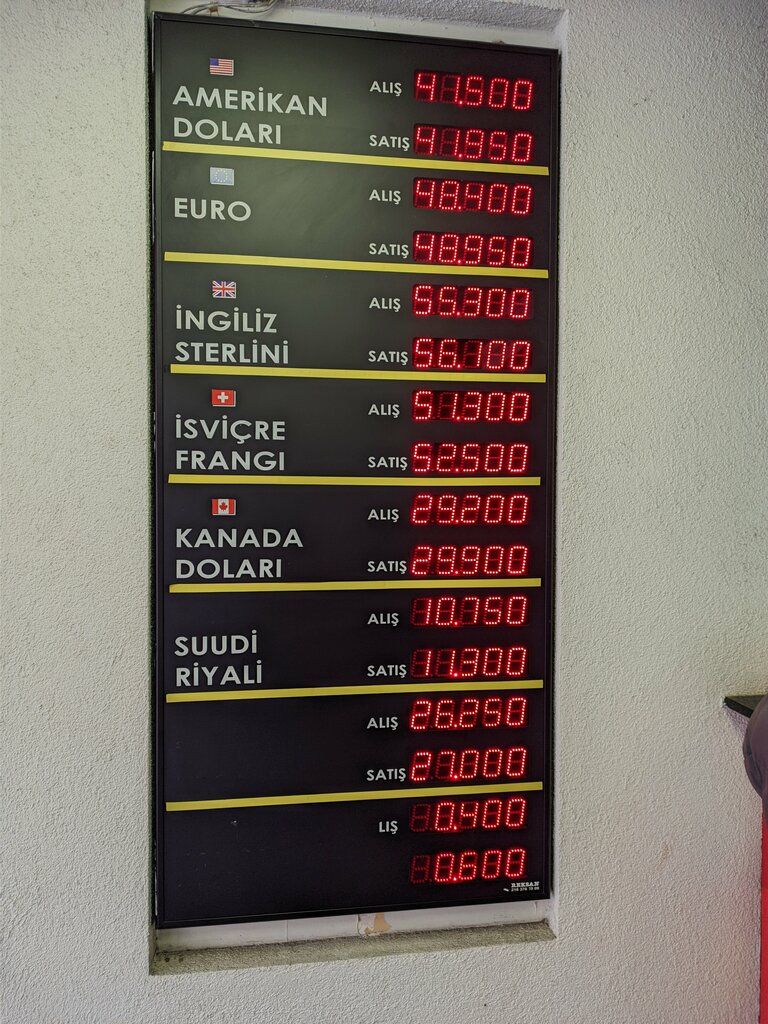 ALIŞ 41.500
AMERİKAN
DOLARI
SATIŞ 41.950
ALIŞ 48.400
EURO
SATIŞ 48.950
ALIŞ 55.300
İNGİLİZ
STERLİNİ
SATIŞ 56.100
ALIŞ 51.300
İSVİÇRE
FRANGI
SATIŞ 52.500
ALIŞ 29.200
KANADA
DOLARI
SATIŞ 29.900
ALIŞ 10.750
SUUDİ
RİYALİ
SATIŞ 11.300
ALIŞ 26.250
SATIŞ 27.000
LIŞ 0.400
0.600
REKSAN